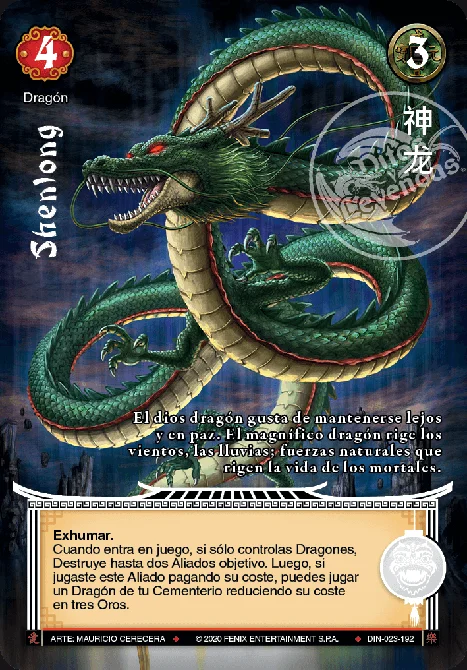 4
3
Dragón
Shenlong
神龙
Mitos y
Leyendas.
El dios dragón gusta de mantenerse lejos
y en paz. El magnífico dragón rige los
vientos, las lluvias; fuerzas naturales que
rigen la vida de los mortales.
Exhumar.
Cuando entra en juego, si sólo controlas Dragones,
Destruye hasta dos Aliados objetivo. Luego, si
jugaste este Aliado pagando su coste, puedes jugar
un Dragón de tu Cementerio reduciendo su coste
en tres Oros.
ARTE: MAURICIO CERECERA ◆ © 2020 FENIX ENTERTAINMENT S.P.A. ◆ DIN-023-192